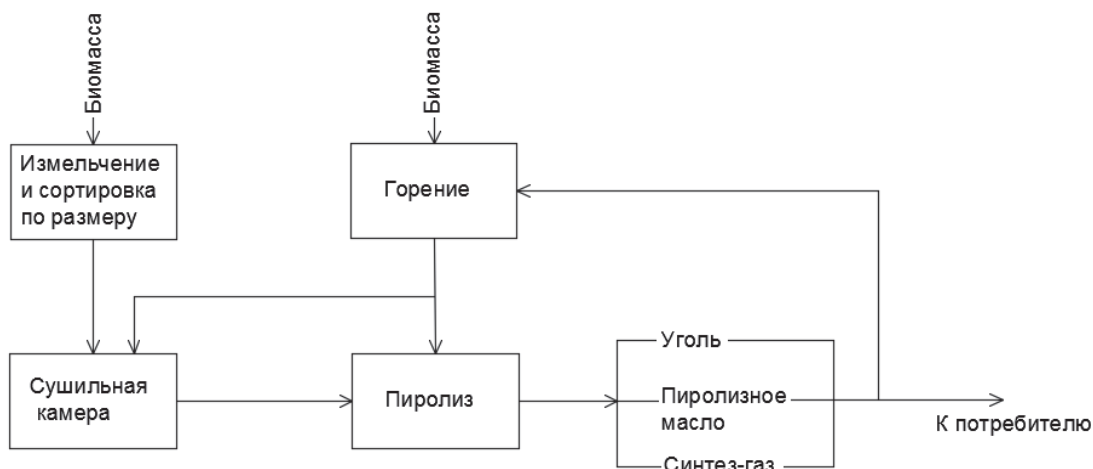 Биомасса
Биомасса
Измельчение
и сортировка
по размеру
Горение
Сушильная
камера
Пиролиз
Уголь
Пиролизное
масло
Синтез-газ
К потребителю